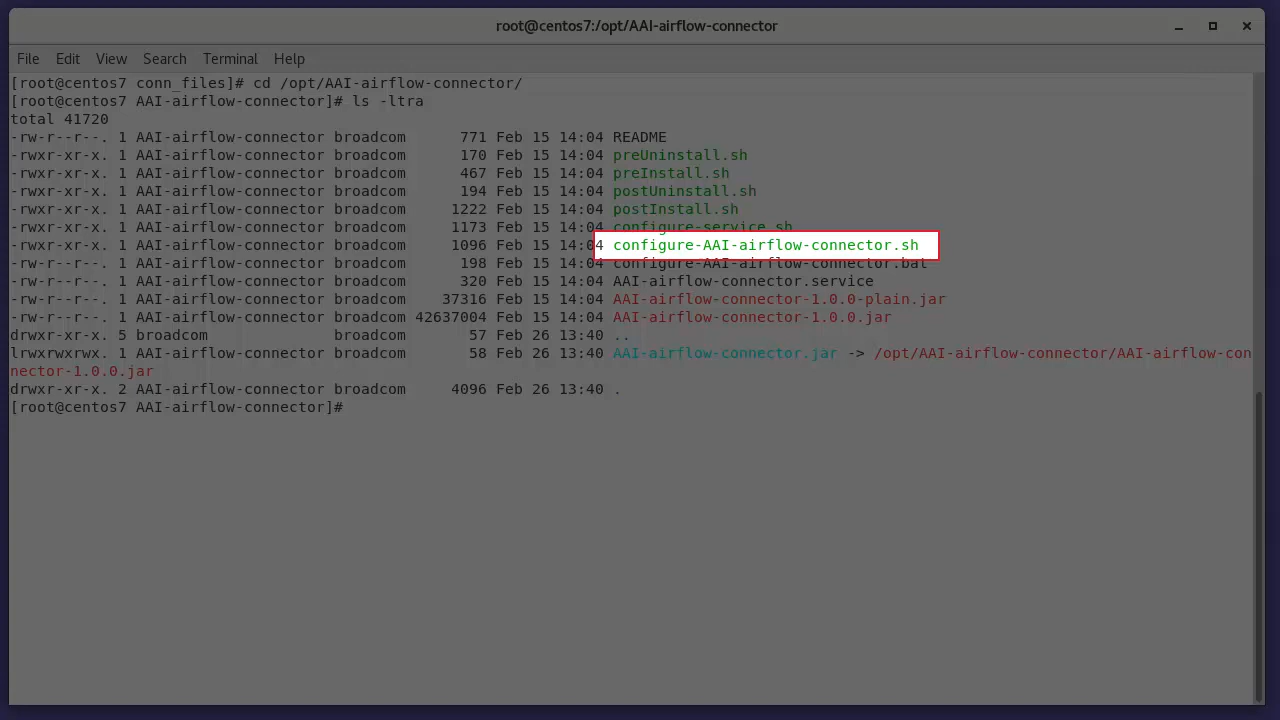 root@centos7:/opt/AAI-airflow-connector
File Edit View Search Terminal Help
[root@centos7 conn_files]# cd /opt/AAI-airflow-connector/
[root@centos7 AAI-airflow-connector]# ls -ltra
total 41720
-rw-r--r--. 1 AAI-airflow-connector broadcom      771 Feb 15 14:04 README
-rwxr-xr-x. 1 AAI-airflow-connector broadcom      170 Feb 15 14:04 preUninstall.sh
-rwxr-xr-x. 1 AAI-airflow-connector broadcom      467 Feb 15 14:04 preInstall.sh
-rwxr-xr-x. 1 AAI-airflow-connector broadcom      194 Feb 15 14:04 postUninstall.sh
-rwxr-xr-x. 1 AAI-airflow-connector broadcom     1222 Feb 15 14:04 postInstall.sh
-rwxr-xr-x. 1 AAI-airflow-connector broadcom     1173 Feb 15 14:04 configure-service.sh
-rwxr-xr-x. 1 AAI-airflow-connector broadcom     1096 Feb 15 14:04 configure-AAI-airflow-connector.sh
-rw-r--r--. 1 AAI-airflow-connector broadcom      198 Feb 15 14:04 configure-AAI-airflow-connector.bat
-rw-r--r--. 1 AAI-airflow-connector broadcom      320 Feb 15 14:04 AAI-airflow-connector.service
-rw-r--r--. 1 AAI-airflow-connector broadcom    37316 Feb 15 14:04 AAI-airflow-connector-1.0.0-plain.jar
-rw-r--r--. 1 AAI-airflow-connector broadcom 42637004 Feb 15 14:04 AAI-airflow-connector-1.0.0.jar
drwxr-xr-x. 5 broadcom              broadcom       57 Feb 26 13:40 ..
lrwxrwxrwx. 1 AAI-airflow-connector broadcom       58 Feb 26 13:40 AAI-airflow-connector.jar -> /opt/AAI-airflow-connector/AAI-airflow-con
nector-1.0.0.jar
drwxr-xr-x. 2 AAI-airflow-connector broadcom     4096 Feb 26 13:40 .
[root@centos7 AAI-airflow-connector]#